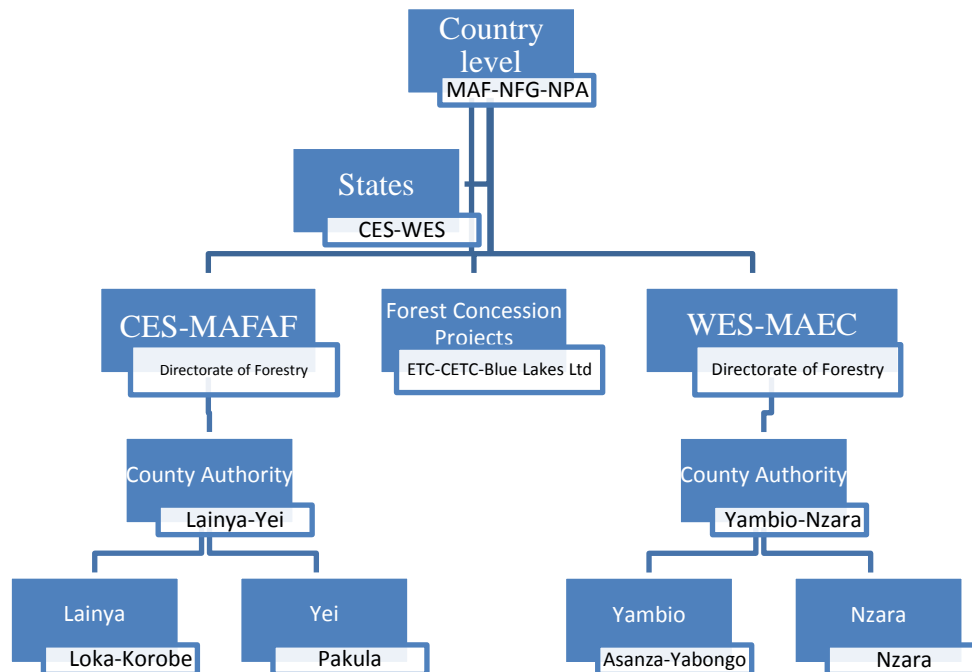 Country
level
MAF-NFG-NPA
States
CES-WES
CES-MAFAF
Directorate of Forestry
Forest Concession
Projects
ETC-CETC-Blue Lakes Ltd
WES-MAEC
Directorate of Forestry
County Authority
Lainya-Yei
County Authority
Yambio-Nzara
Lainya
Loka-Korobe
Yei
Pakula
Yambio
Asanza-Yabongo
Nzara
Nzara